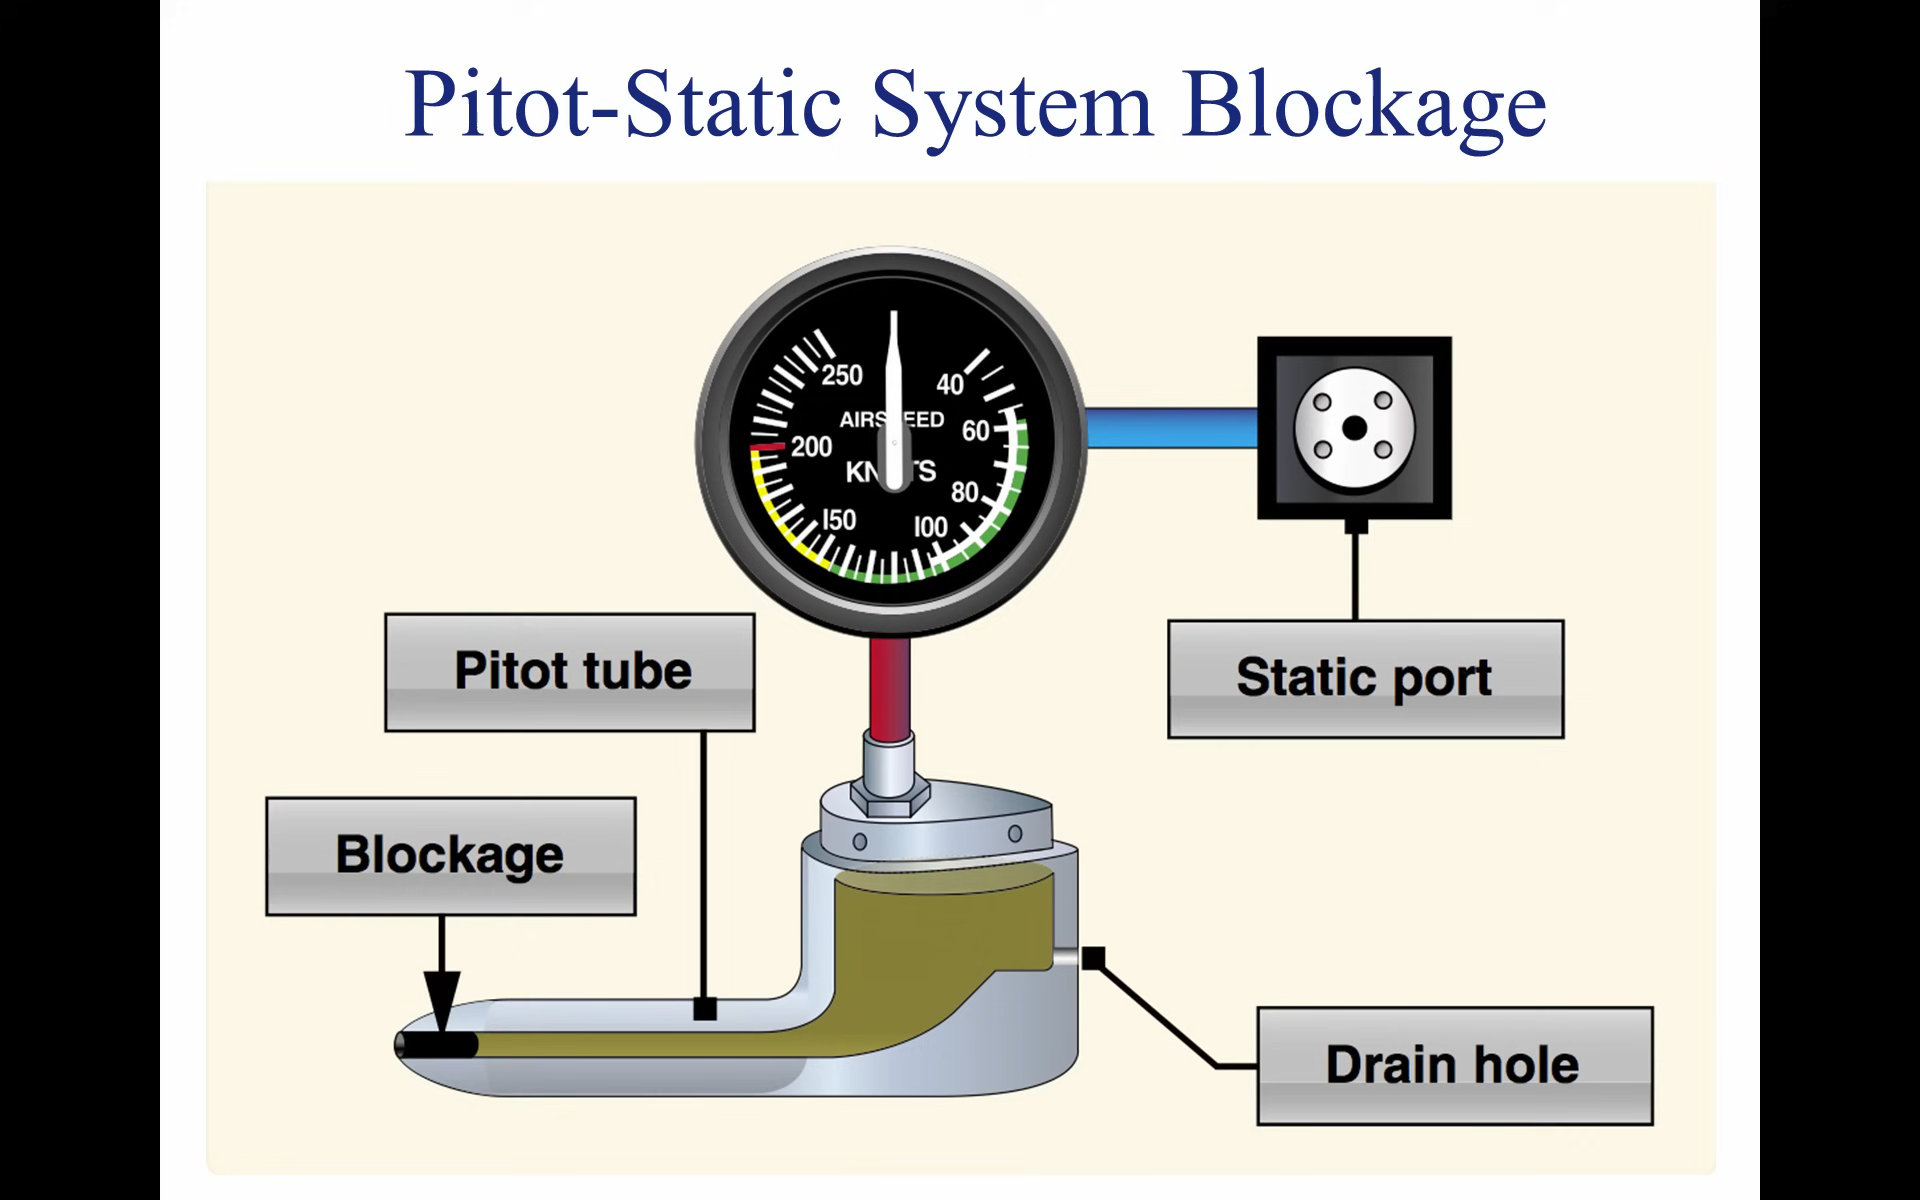 Pitot-Static System Blockage
250
40
AIRSPEED
60
200
KNOTS
80
150
100
Pitot tube
Static port
Blockage
Drain hole